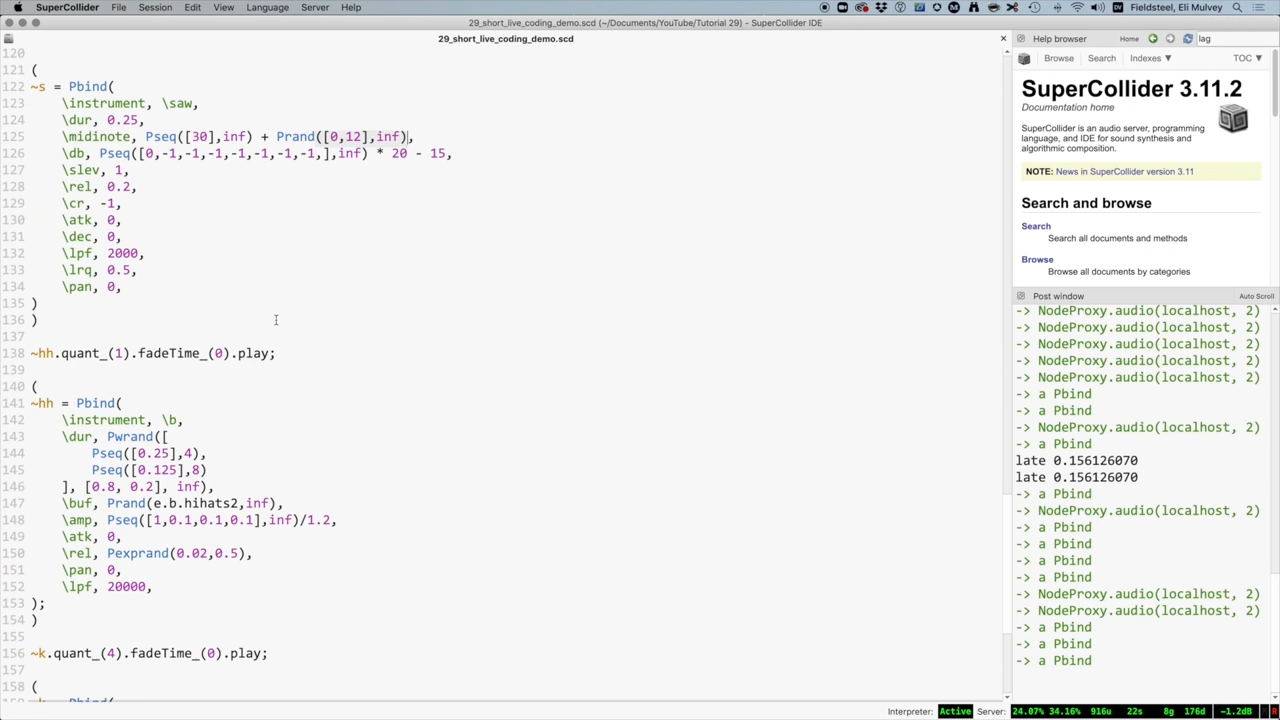 SuperCollider File Session Edit View Language Server Help
Fieldsteel, Eli Mulvey
29_short_live_coding_demo.scd (~/Documents/YouTube/Tutorial 29) - SuperCollider IDE
29_short_live_coding_demo.scd
120
121 (
122 ~s = Pbind(
123 \instrument, \saw,
124 \dur, 0.25,
125 \midinote, Pseq([30],inf) + Prand([0,12],inf),
126 \db, Pseq([0,-1,-1,-1,-1,-1,-1,-1,],inf) * 20 - 15,
127 \slev, 1,
128 \rel, 0.2,
129 \cr, -1,
130 \atk, 0,
131 \dec, 0,
132 \lpf, 2000,
133 \lrq, 0.5,
134 \pan, 0,
135 )
136 )
137
138 ~hh.quant_(1).fadeTime_(0).play;
139
140 (
141 ~hh = Pbind(
142 \instrument, \b,
143 \dur, Pwrand([
144 Pseq([0.25],4),
145 Pseq([0.125],8)
146 ], [0.8, 0.2], inf),
147 \buf, Prand(e.b.hihats2,inf),
148 \amp, Pseq([1,0.1,0.1,0.1],inf)/1.2,
149 \atk, 0,
150 \rel, Pexprand(0.02,0.5),
151 \pan, 0,
152 \lpf, 20000,
153 );
154 )
155
156 ~k.quant_(4).fadeTime_(0).play;
157
158 (
Help browser Home lag
Browse Search Indexes ▼ TOC ▼
SuperCollider 3.11.2
Documentation home
SuperCollider is an audio server, programming
language, and IDE for sound synthesis and
algorithmic composition.
NOTE: News in SuperCollider version 3.11
Search and browse
Search
Search all documents and methods
Browse
Browse all documents by categories
Post window Auto Scroll
-> NodeProxy.audio(localhost, 2)
-> NodeProxy.audio(localhost, 2)
-> NodeProxy.audio(localhost, 2)
-> NodeProxy.audio(localhost, 2)
-> NodeProxy.audio(localhost, 2)
-> a Pbind
-> a Pbind
-> NodeProxy.audio(localhost, 2)
-> a Pbind
late 0.156126070
late 0.156126070
-> a Pbind
-> NodeProxy.audio(localhost, 2)
-> a Pbind
-> a Pbind
-> a Pbind
-> a Pbind
-> NodeProxy.audio(localhost, 2)
-> NodeProxy.audio(localhost, 2)
-> a Pbind
-> a Pbind
-> a Pbind
Interpreter: Active Server: 24.07% 34.16% 916u 22s 8g 176d -1.2dB R